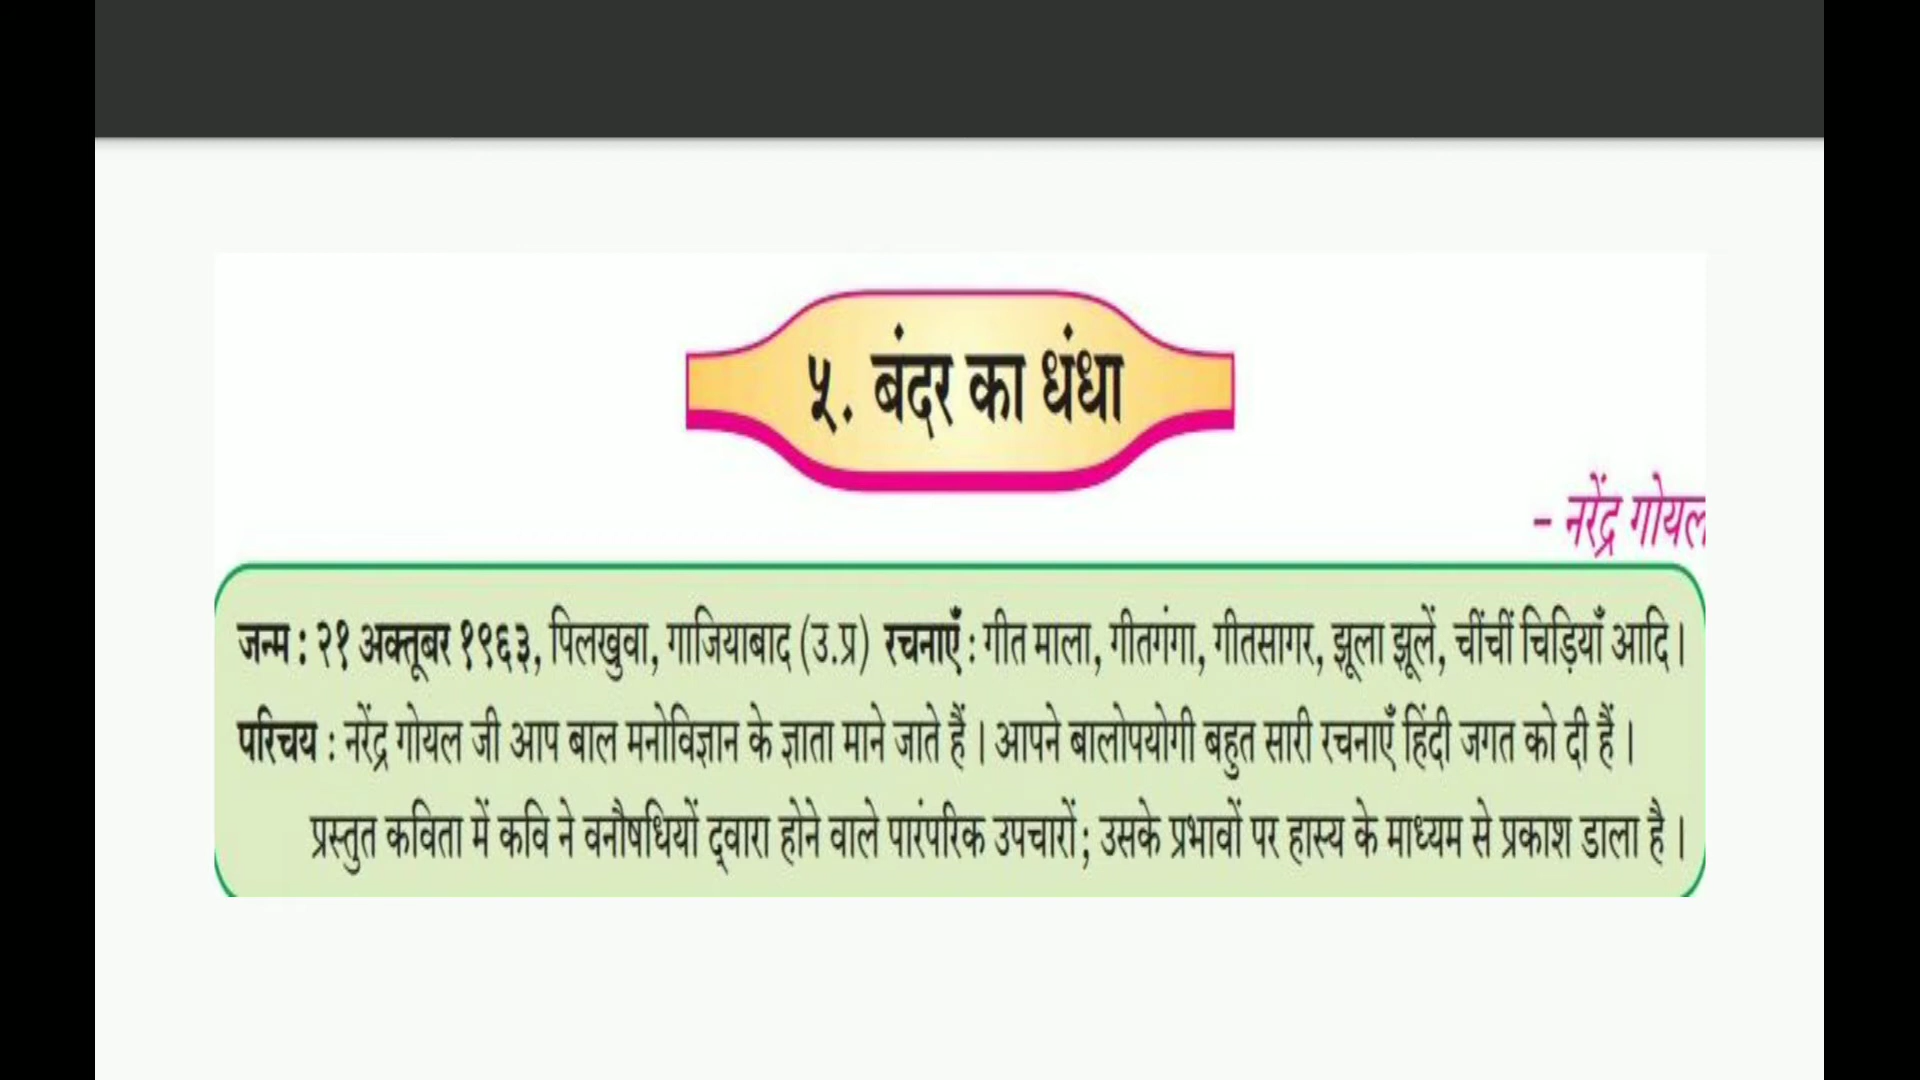 ५. बंदर का धंधा
– नरेंद्र गोयल
जन्म : २१ अक्तूबर १९६३, पिलखुवा, गाजियाबाद (उ.प्र) रचनाएँ : गीत माला, गीतगंगा, गीतसागर, झूला झूलें, चींचीं चिड़ियाँ आदि।
परिचय : नरेंद्र गोयल जी आप बाल मनोविज्ञान के ज्ञाता माने जाते हैं । आपने बालोपयोगी बहुत सारी रचनाएँ हिंदी जगत को दी हैं ।
प्रस्तुत कविता में कवि ने वनौषधियों द्‌वारा होने वाले पारंपरिक उपचारों; उसके प्रभावों पर हास्य के माध्यम से प्रकाश डाला है ।